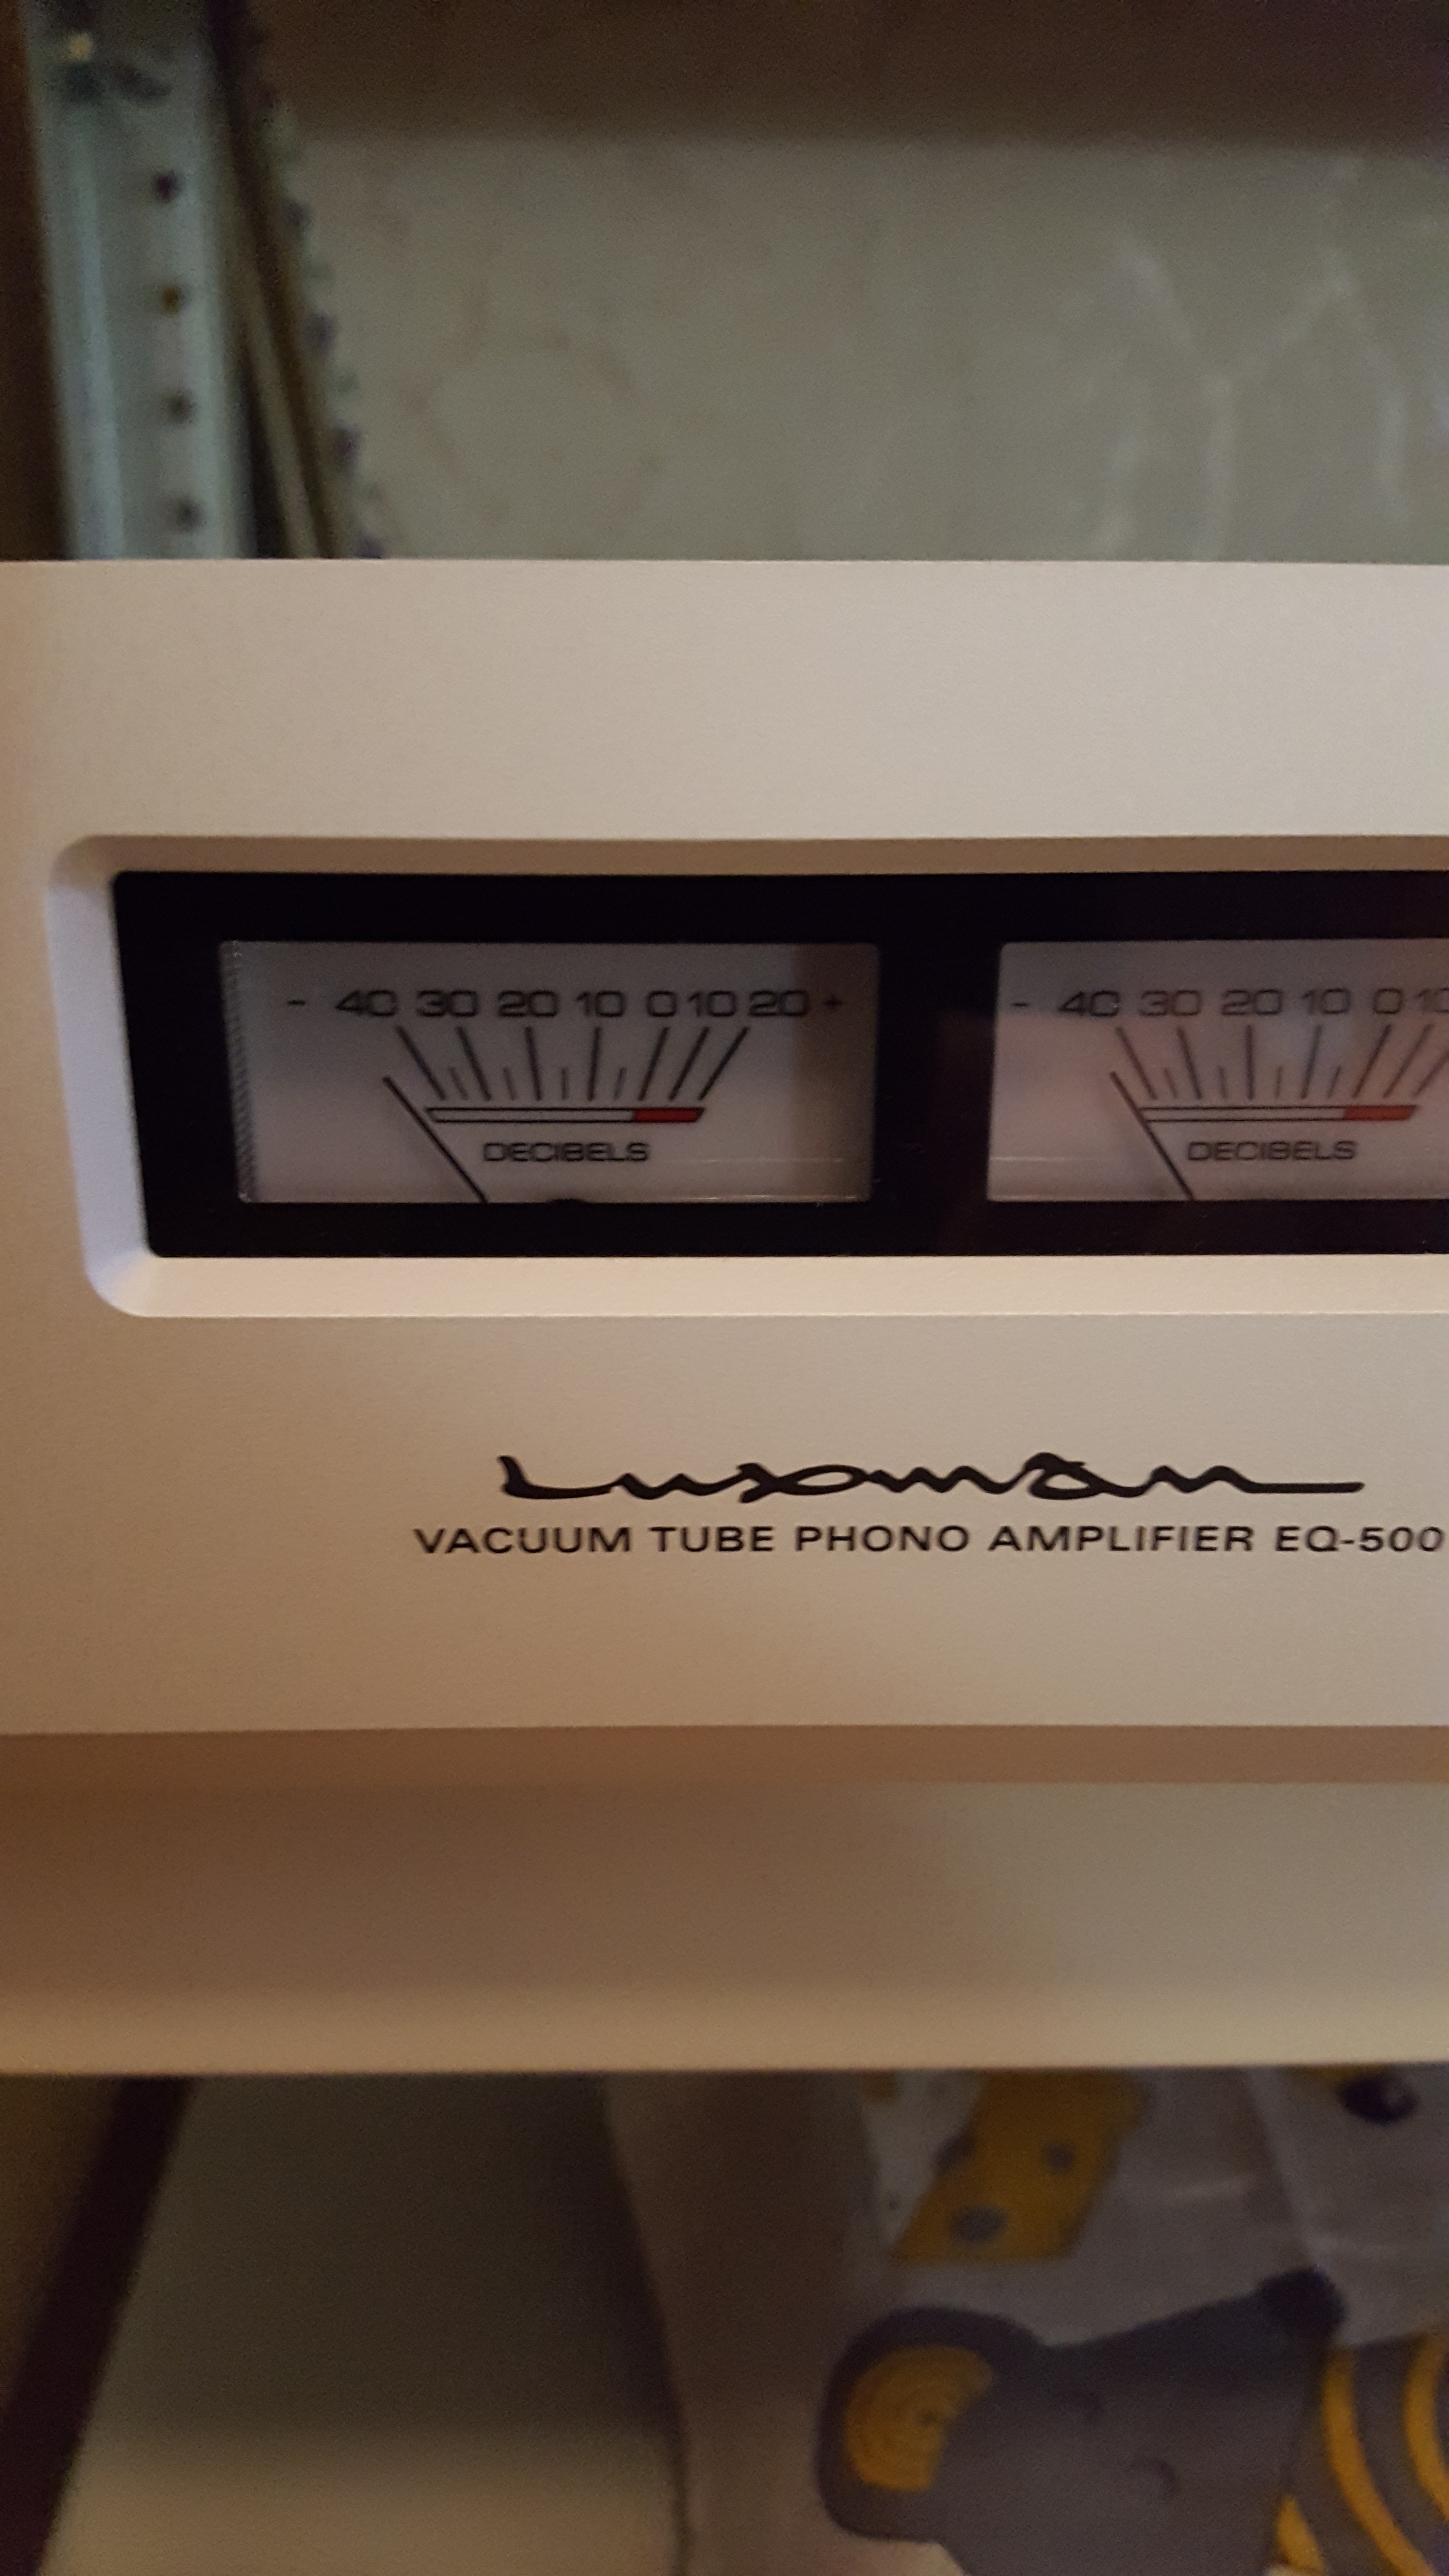 - 40 30 20 10 0 10 20 +
DECIBELS
- 40 30 20 10 0 10
DECIBELS
Luxman
VACUUM TUBE PHONO AMPLIFIER EQ-500